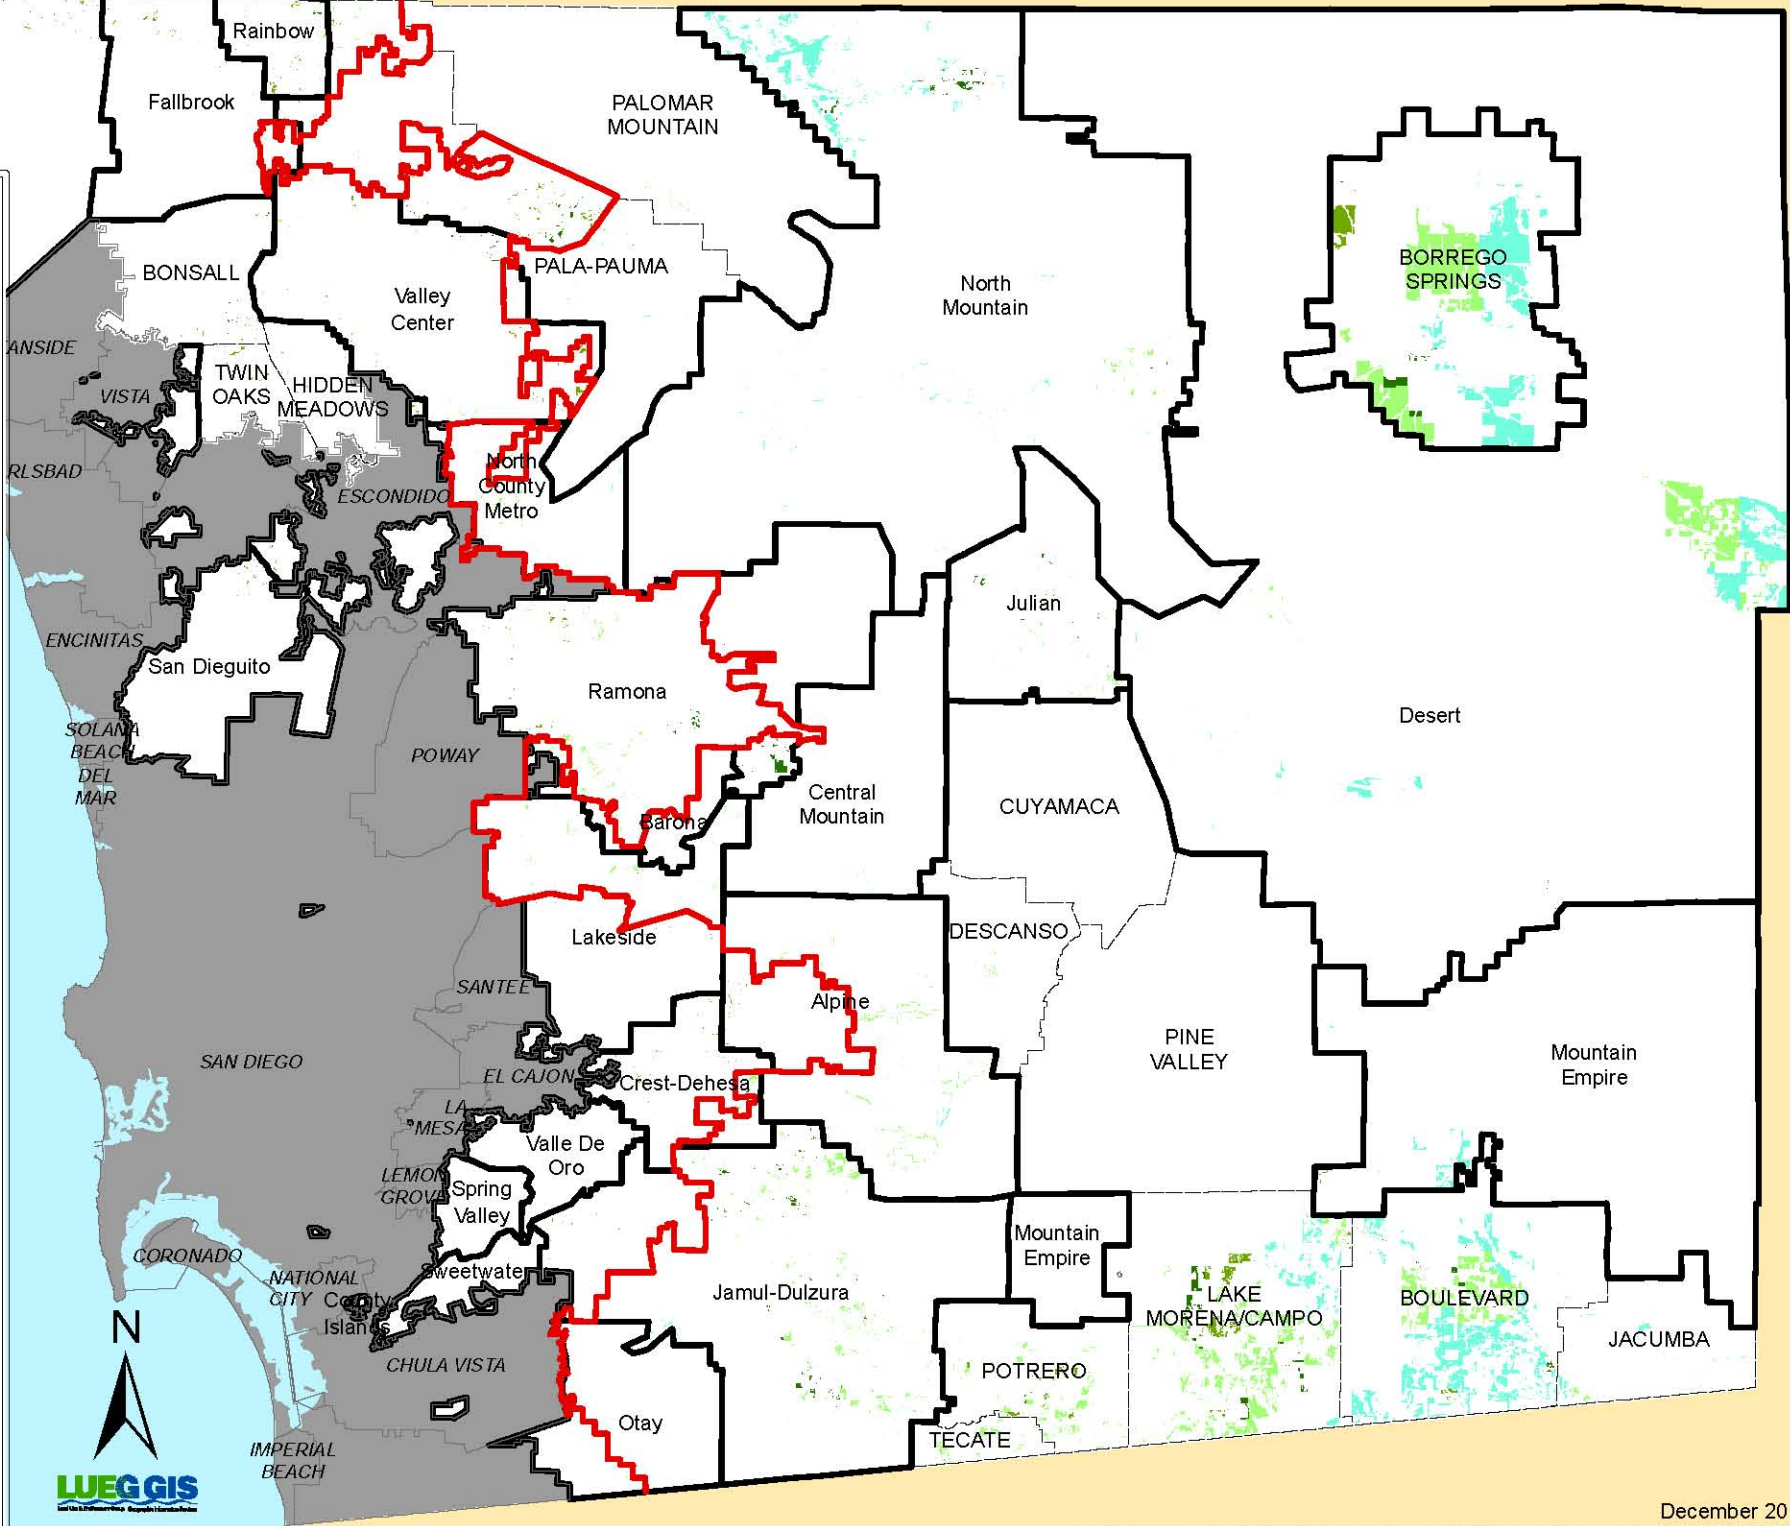 Rainbow
Fallbrook
PALOMAR
MOUNTAIN
BONSALL
Valley
Center
PALA-PAUMA
North
Mountain
BORREGO
SPRINGS
ANSIDE
VISTA
TWIN
OAKS
HIDDEN
MEADOWS
RLSBAD
ESCONDIDO
North
County
Metro
Julian
ENCINITAS
San Dieguito
Ramona
Desert
SOLANA
BEACH
DEL
MAR
POWAY
Barona
Central
Mountain
CUYAMACA
Lakeside
DESCANSO
SANTEE
Alpine
SAN DIEGO
EL CAJON
Crest-Dehesa
PINE
VALLEY
Mountain
Empire
LA
MESA
Valle De
Oro
LEMON
GROVE
Spring
Valley
CORONADO
NATIONAL
CITY
County
Islands
Sweetwater
Jamul-Dulzura
Mountain
Empire
LAKE
MORENA/CAMPO
BOULEVARD
JACUMBA
N
CHULA VISTA
POTRERO
Otay
TECATE
IMPERIAL
BEACH
LUEG GIS
December 20